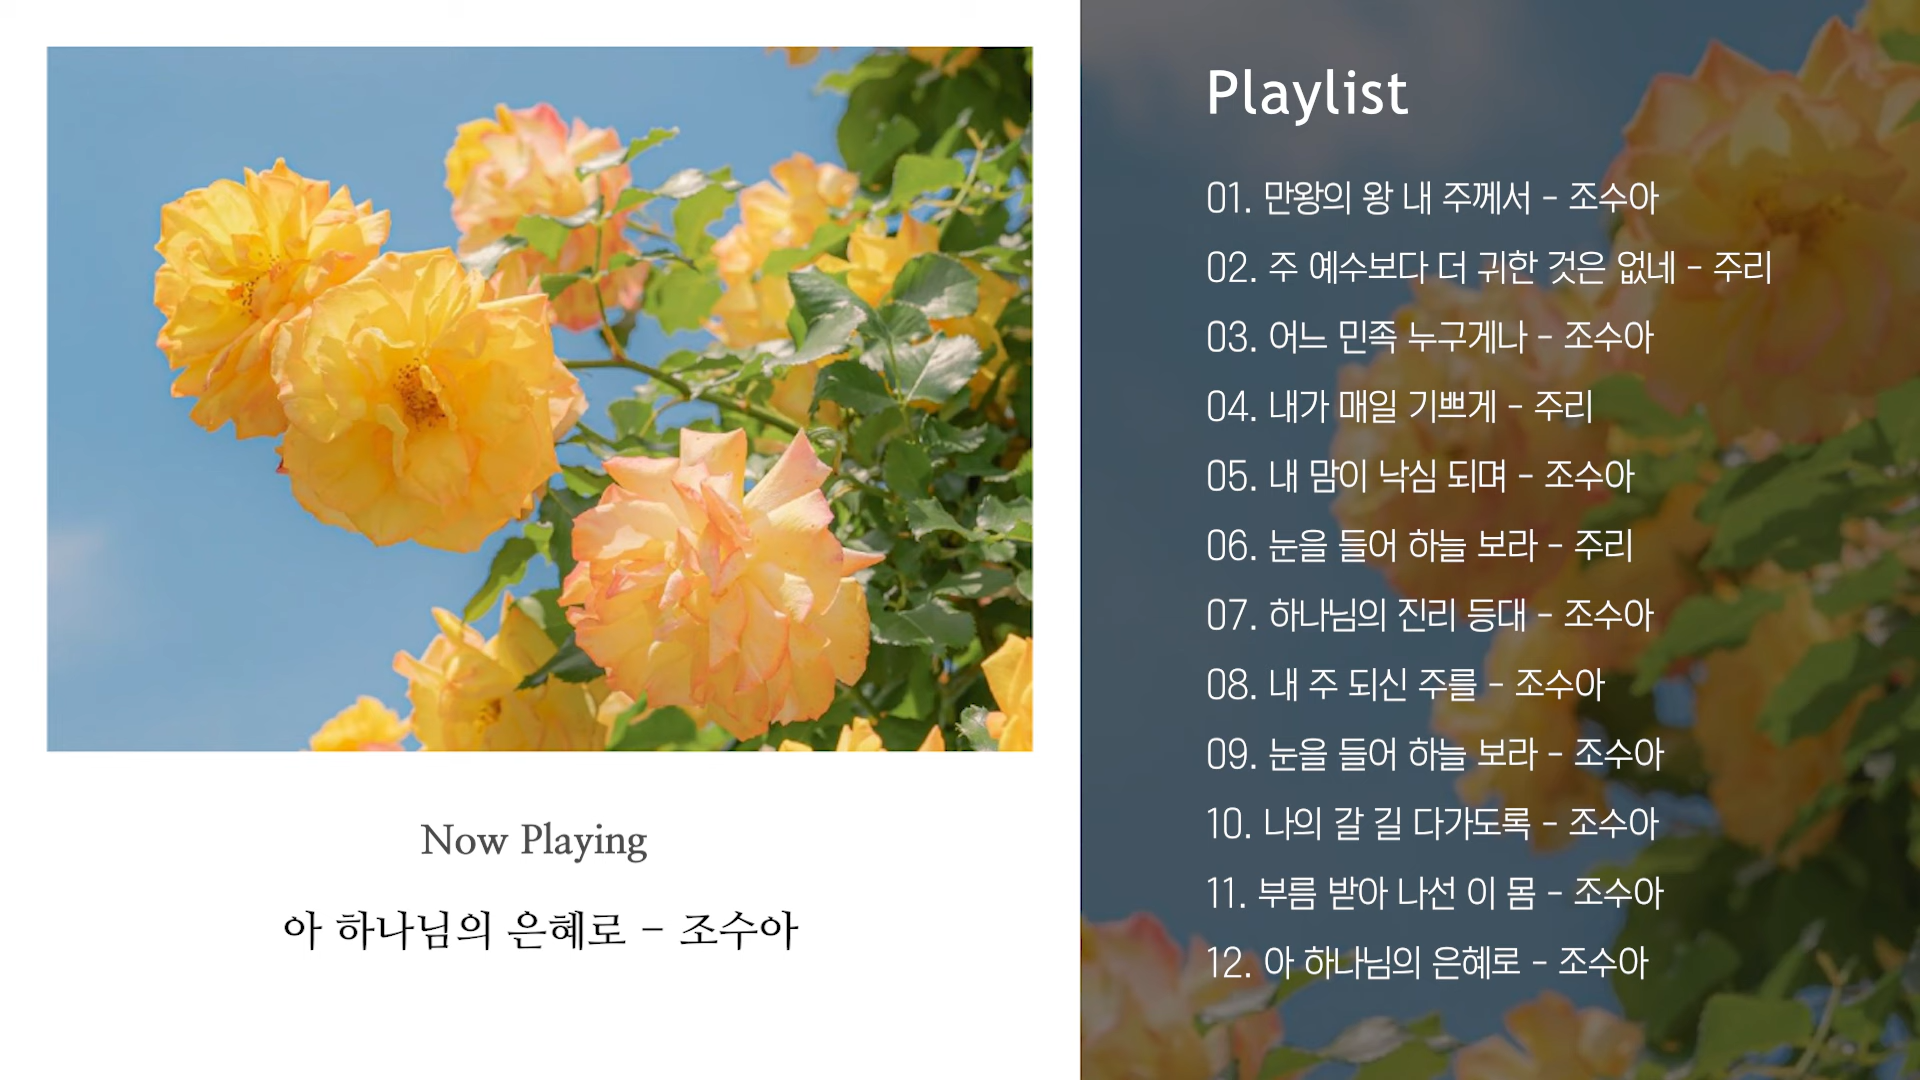 Now Playing
아 하나님의 은혜로 - 조수아
Playlist
01. 만왕의 왕 내 주께서 - 조수아
02. 주 예수보다 더 귀한 것은 없네 - 주리
03. 어느 민족 누구게나 - 조수아
04. 내가 매일 기쁘게 - 주리
05. 내 맘이 낙심 되며 - 조수아
06. 눈을 들어 하늘 보라 - 주리
07. 하나님의 진리 등대 - 조수아
08. 내 주 되신 주를 - 조수아
09. 눈을 들어 하늘 보라 - 조수아
10. 나의 갈 길 다가도록 - 조수아
11. 부름 받아 나선 이 몸 - 조수아
12. 아 하나님의 은혜로 - 조수아